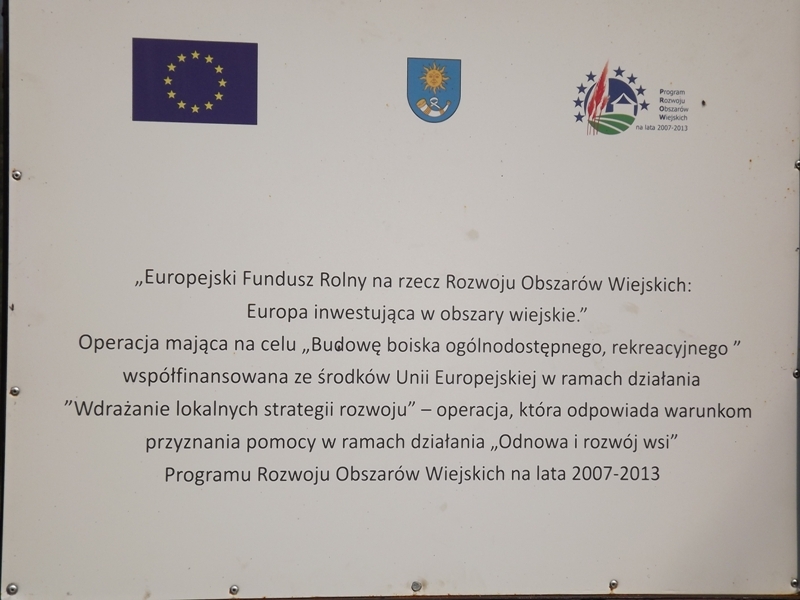 Program
Rozwoju
Obszarów
Wiejskich
na lata 2007-2013
„Europejski Fundusz Rolny na rzecz Rozwoju Obszarów Wiejskich:
Europa inwestująca w obszary wiejskie.”
Operacja mająca na celu „Budowę boiska ogólnodostępnego, rekreacyjnego ”
współfinansowana ze środków Unii Europejskiej w ramach działania
”Wdrażanie lokalnych strategii rozwoju” – operacja, która odpowiada warunkom
przyznania pomocy w ramach działania „Odnowa i rozwój wsi”
Programu Rozwoju Obszarów Wiejskich na lata 2007-2013